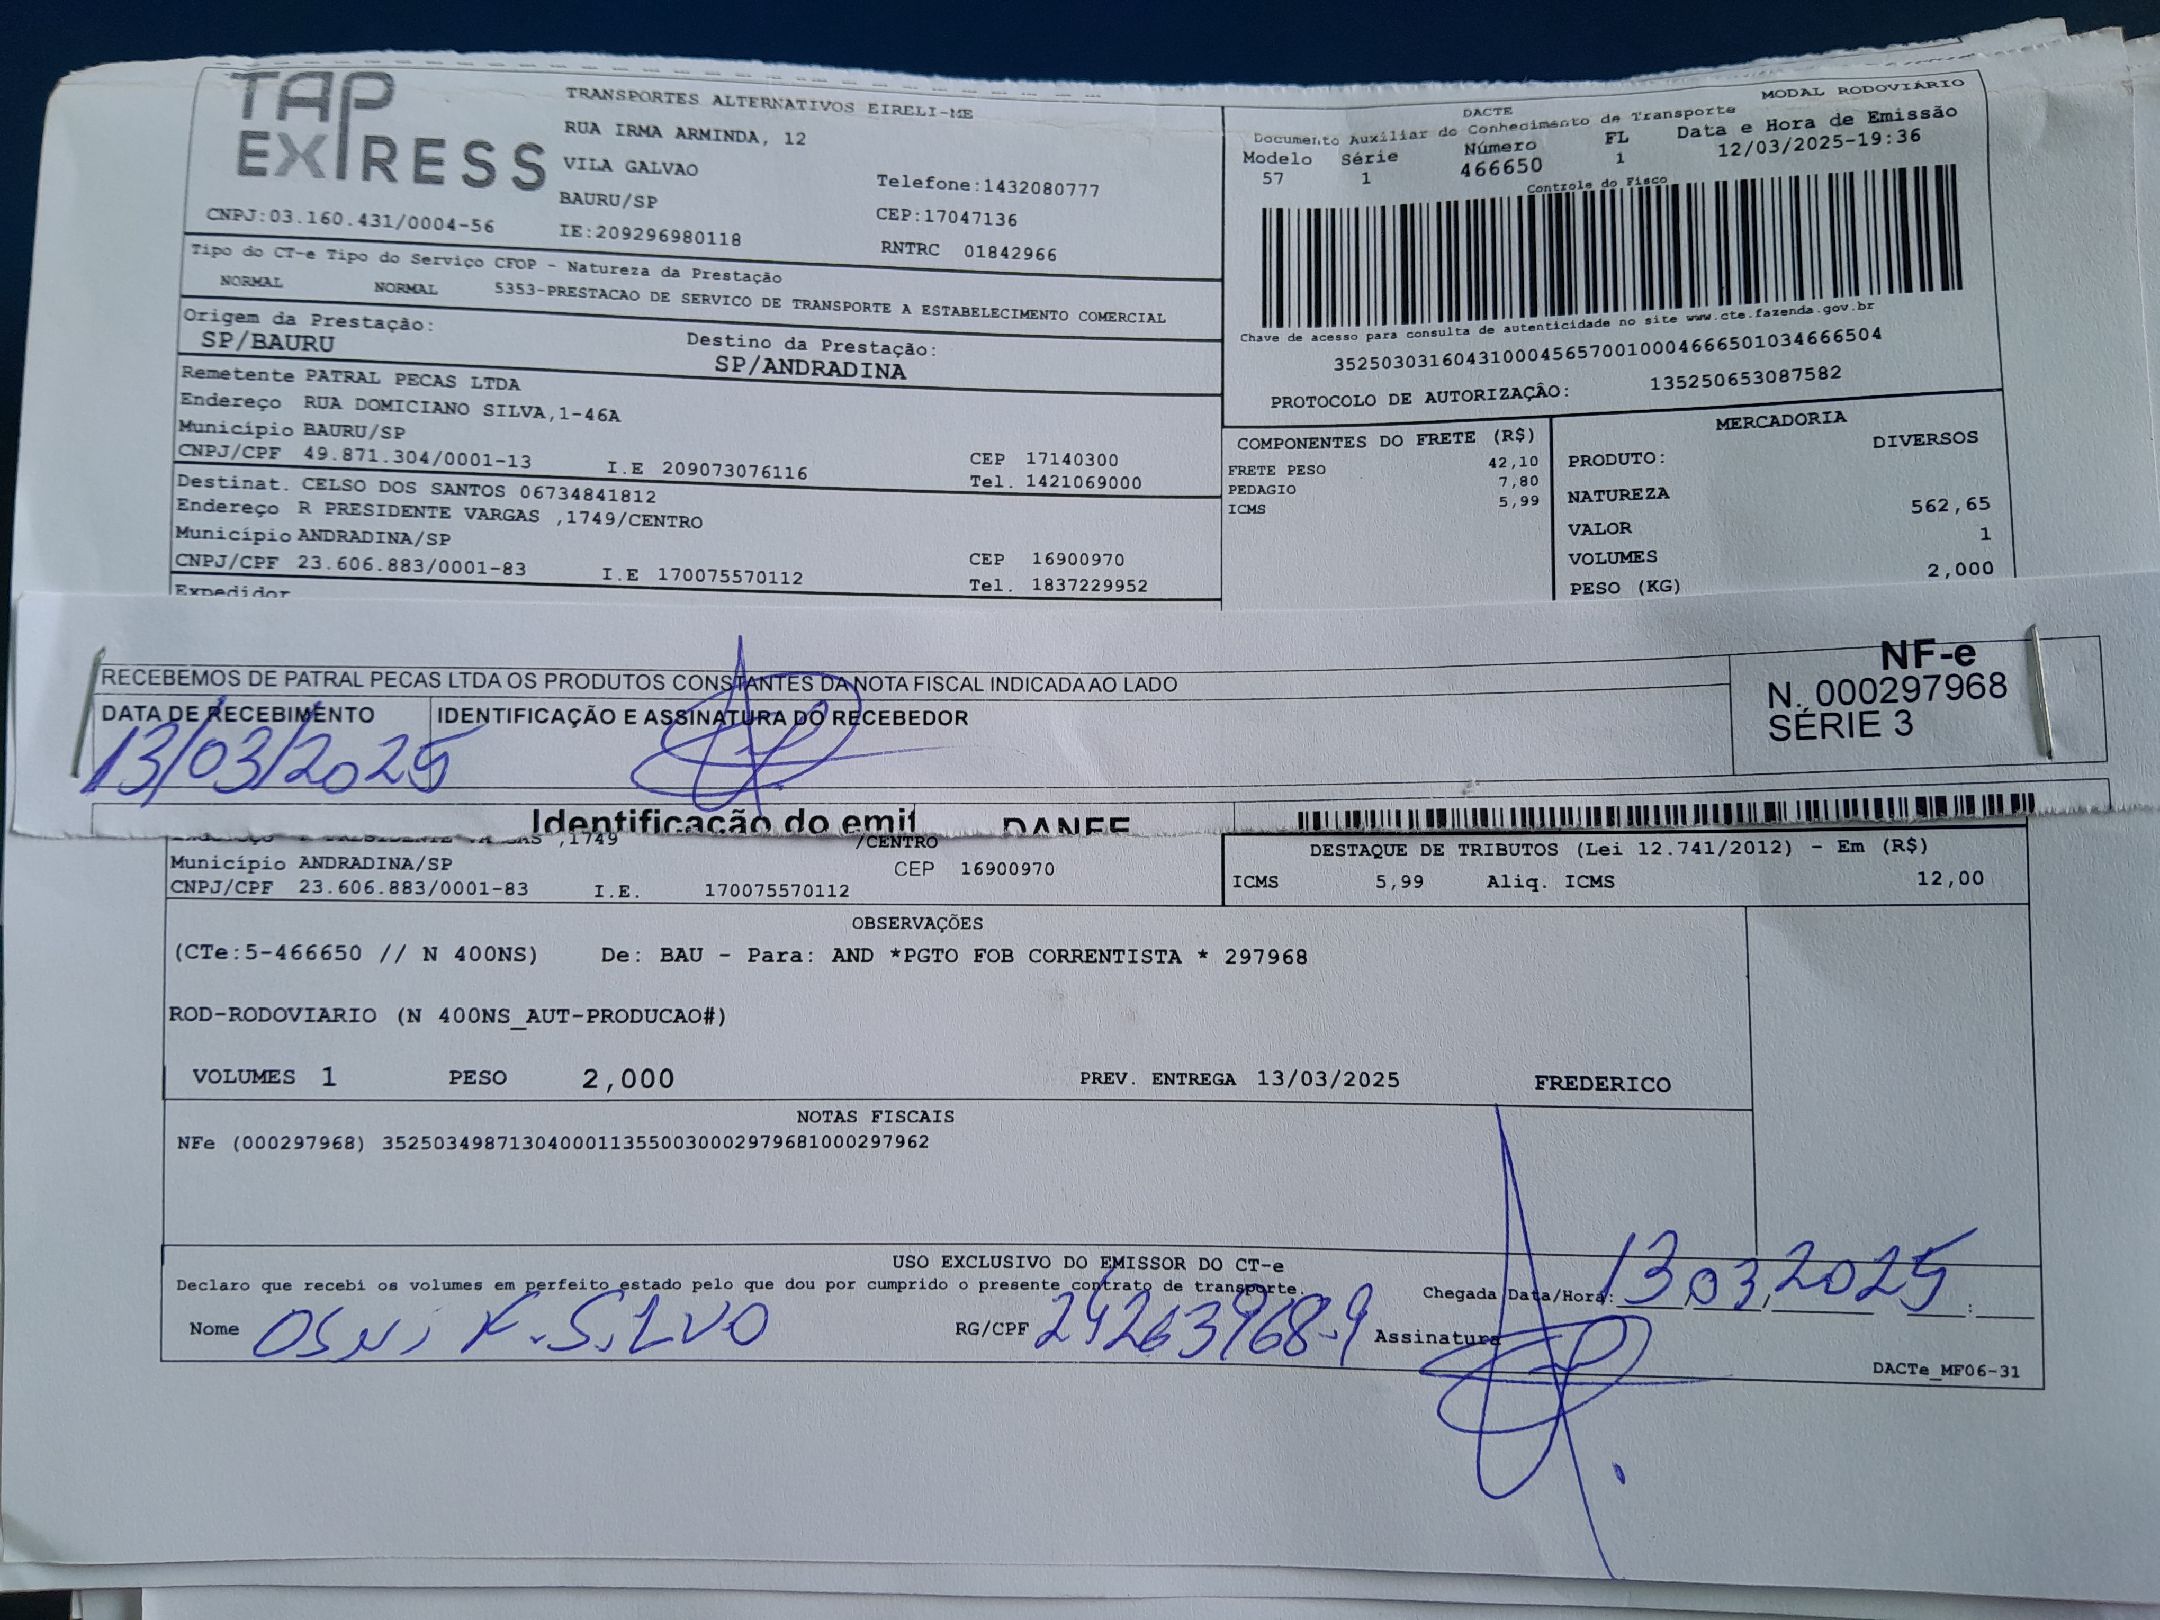 TAP EXPRESS
TRANSPORTES ALTERNATIVOS EIRELI-ME
RUA IRMA ARMINDA, 12
VILA GALVAO
BAURU/SP
Telefone:1432080777
CEP:17047136
CNPJ:03.160.431/0004-56
IE:209296980118
RNTRC 01842966
DACTE
MODAL RODOVIÁRIO
Documento Auxiliar do Conhecimento de Transporte
Modelo Série Número FL Data e Hora de Emissão
57 1 466650 1 12/03/2025-19:36
Controle do Fisco
Chave de acesso para consulta de autenticidade no site www.cte.fazenda.gov.br
35250303160431000456570010004666501034666504
PROTOCOLO DE AUTORIZAÇÃO: 135250653087582
Tipo do CT-e Tipo do Serviço CFOP - Natureza da Prestação
NORMAL NORMAL 5353-PRESTACAO DE SERVICO DE TRANSPORTE A ESTABELECIMENTO COMERCIAL
Origem da Prestação: Destino da Prestação:
SP/BAURU SP/ANDRADINA
Remetente PATRAL PECAS LTDA
Endereço RUA DOMICIANO SILVA,1-46A
Município BAURU/SP CEP 17140300
CNPJ/CPF 49.871.304/0001-13 I.E 209073076116 Tel. 1421069000
Destinat. CELSO DOS SANTOS 06734841812
Endereço R PRESIDENTE VARGAS ,1749/CENTRO
Município ANDRADINA/SP CEP 16900970
CNPJ/CPF 23.606.883/0001-83 I.E 170075570112 Tel. 1837229952
Expedidor
COMPONENTES DO FRETE (R$)
FRETE PESO 42,10
PEDAGIO 7,80
ICMS 5,99
MERCADORIA
PRODUTO: DIVERSOS
NATUREZA
VALOR 562,65
VOLUMES 1
PESO (KG) 2,000
RECEBEMOS DE PATRAL PECAS LTDA OS PRODUTOS CONSTANTES DA NOTA FISCAL INDICADA AO LADO
DATA DE RECEBIMENTO IDENTIFICAÇÃO E ASSINATURA DO RECEBEDOR
13/03/2025
NF-e
N. 000297968
SÉRIE 3
Identificação do emit DANFE
,1749 /CENTRO
Município ANDRADINA/SP CEP 16900970
CNPJ/CPF 23.606.883/0001-83 I.E. 170075570112
DESTAQUE DE TRIBUTOS (Lei 12.741/2012) - Em (R$)
ICMS 5,99 Aliq. ICMS 12,00
OBSERVAÇÕES
(CTe:5-466650 // N 400NS) De: BAU - Para: AND *PGTO FOB CORRENTISTA * 297968
ROD-RODOVIARIO (N 400NS_AUT-PRODUCAO#)
VOLUMES 1 PESO 2,000 PREV. ENTREGA 13/03/2025 FREDERICO
NOTAS FISCAIS
NFe (000297968) 35250349871304000113550030002979681000297962
USO EXCLUSIVO DO EMISSOR DO CT-e
Declaro que recebi os volumes em perfeito estado pelo que dou por cumprido o presente contrato de transporte.
Chegada Data/Hora: 13 03 2025 :
Nome OSNi F. SiLVO RG/CPF 24263968-9 Assinatura
DACTe_MF06-31